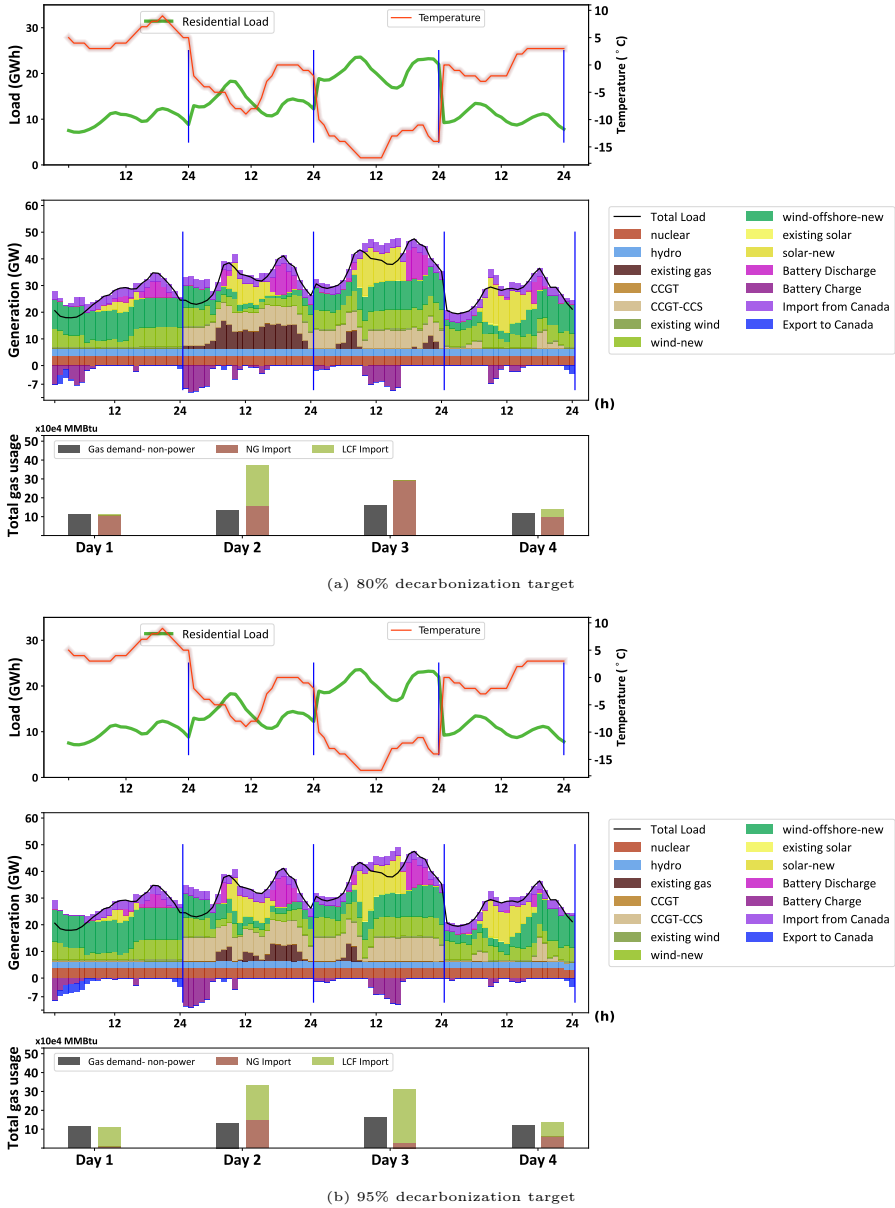 Residential Load
Temperature
Load (GWh)
30
20
10
0
12
24
12
24
12
24
12
24
10
5
0
-5
-10
-15
Temperature (°C)
Generation (GW)
60
50
40
30
20
10
0
-7
12
24
12
24
12
24
12
24
(h)
Total Load
nuclear
hydro
existing gas
CCGT
CCGT-CCS
existing wind
wind-new
wind-offshore-new
existing solar
solar-new
Battery Discharge
Battery Charge
Import from Canada
Export to Canada
x10e4 MMBtu
Total gas usage
50
40
30
20
10
Gas demand- non-power
NG Import
LCF Import
Day 1
Day 2
Day 3
Day 4
(a) 80% decarbonization target
Residential Load
Temperature
Load (GWh)
30
20
10
0
12
24
12
24
12
24
12
24
10
5
0
-5
-10
-15
Temperature (°C)
Generation (GW)
60
50
40
30
20
10
0
-7
12
24
12
24
12
24
12
24
(h)
Total Load
nuclear
hydro
existing gas
CCGT
CCGT-CCS
existing wind
wind-new
wind-offshore-new
existing solar
solar-new
Battery Discharge
Battery Charge
Import from Canada
Export to Canada
x10e4 MMBtu
Total gas usage
50
40
30
20
10
Gas demand- non-power
NG Import
LCF Import
Day 1
Day 2
Day 3
Day 4
(b) 95% decarbonization target